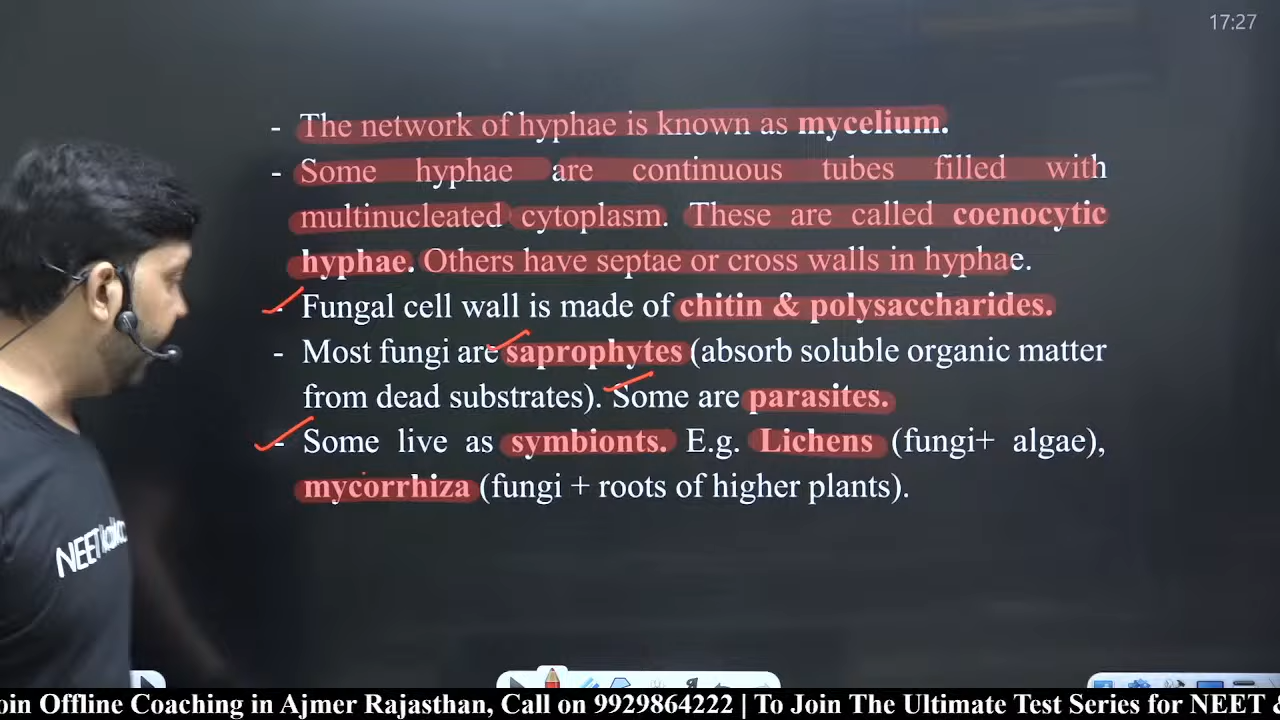 17:27
- The network of hyphae is known as mycelium.
- Some hyphae are continuous tubes filled with
multinucleated cytoplasm. These are called coenocytic
hyphae. Others have septae or cross walls in hyphae.
- Fungal cell wall is made of chitin & polysaccharides.
- Most fungi are saprophytes (absorb soluble organic matter
from dead substrates). Some are parasites.
- Some live as symbionts. E.g. Lichens (fungi+ algae),
mycorrhiza (fungi + roots of higher plants).
NEET
oin Offline Coaching in Ajmer Rajasthan, Call on 9929864222 | To Join The Ultimate Test Series for NEET &